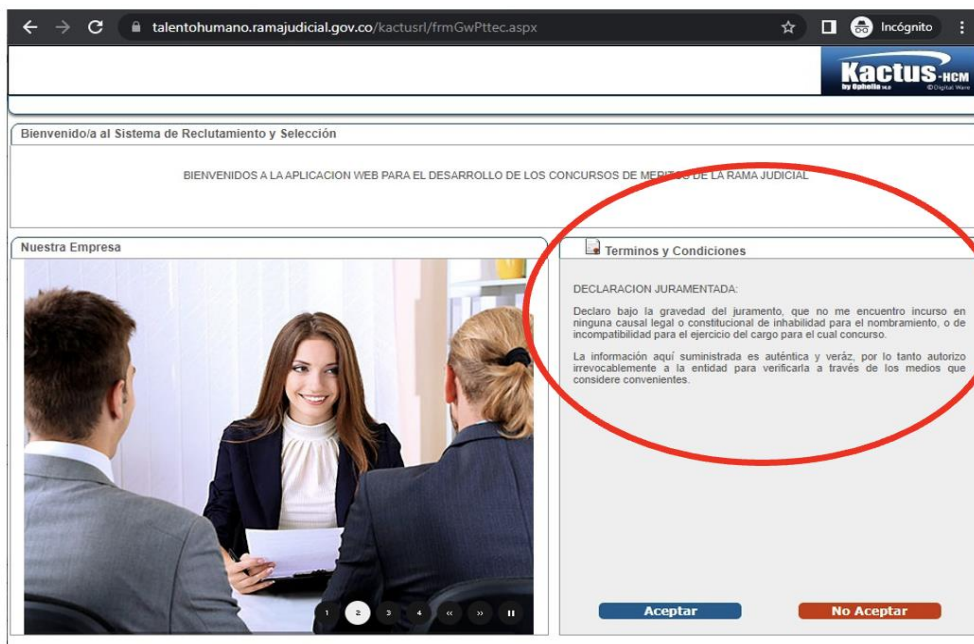 talentohumano.ramajudicial.gov.co/kactusrl/frmGwPttec.aspx
Incógnito
Kactus-HCM
by Ophelia
© Digital Ware
Bienvenido/a al Sistema de Reclutamiento y Selección
BIENVENIDOS A LA APLICACION WEB PARA EL DESARROLLO DE LOS CONCURSOS DE MERITOS DE LA RAMA JUDICIAL
Nuestra Empresa
Terminos y Condiciones
DECLARACION JURAMENTADA:
Declaro bajo la gravedad del juramento, que no me encuentro incurso en
ninguna causal legal o constitucional de inhabilidad para el nombramiento, o de
incompatibilidad para el ejercicio del cargo para el cual concurso.
La información aquí suministrada es auténtica y veráz, por lo tanto autorizo
irrevocablemente a la entidad para verificarla a través de los medios que
considere convenientes.
1 2 3 4 « »
Aceptar
No Aceptar